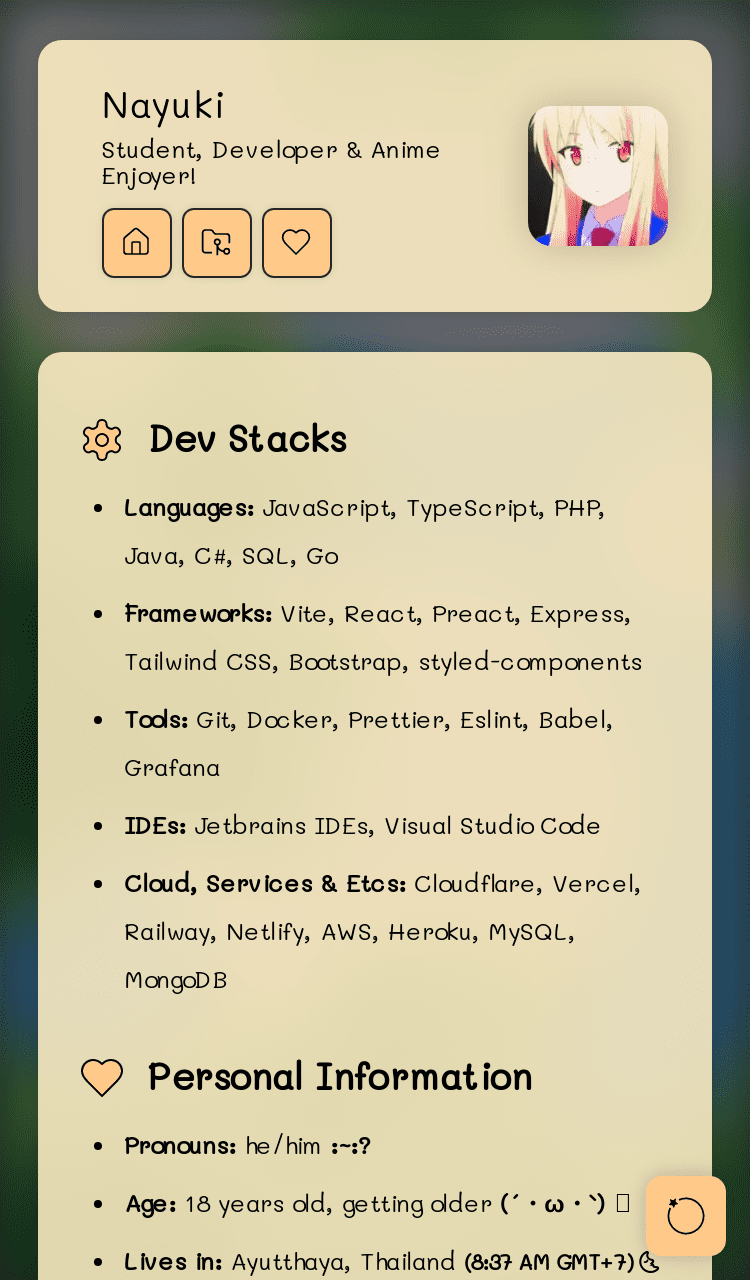 Nayuki
Student, Developer & Anime
Enjoyer!
Dev Stacks
• Languages: JavaScript, TypeScript, PHP,
Java, C#, SQL, Go
• Frameworks: Vite, React, Preact, Express,
Tailwind CSS, Bootstrap, styled-components
• Tools: Git, Docker, Prettier, Eslint, Babel,
Grafana
• IDEs: Jetbrains IDEs, Visual Studio Code
• Cloud, Services & Etcs: Cloudflare, Vercel,
Railway, Netlify, AWS, Heroku, MySQL,
MongoDB
Personal Information
• Pronouns: he/him :~:?
• Age: 18 years old, getting older (´・ω・`)
• Lives in: Ayutthaya, Thailand (8:37 AM GMT+7)